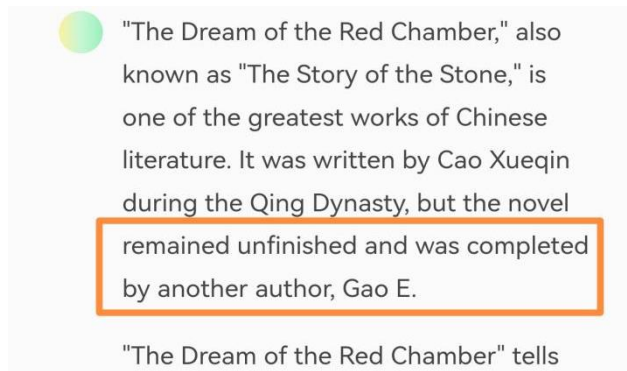 "The Dream of the Red Chamber," also
known as "The Story of the Stone," is
one of the greatest works of Chinese
literature. It was written by Cao Xueqin
during the Qing Dynasty, but the novel
remained unfinished and was completed
by another author, Gao E.
"The Dream of the Red Chamber" tells